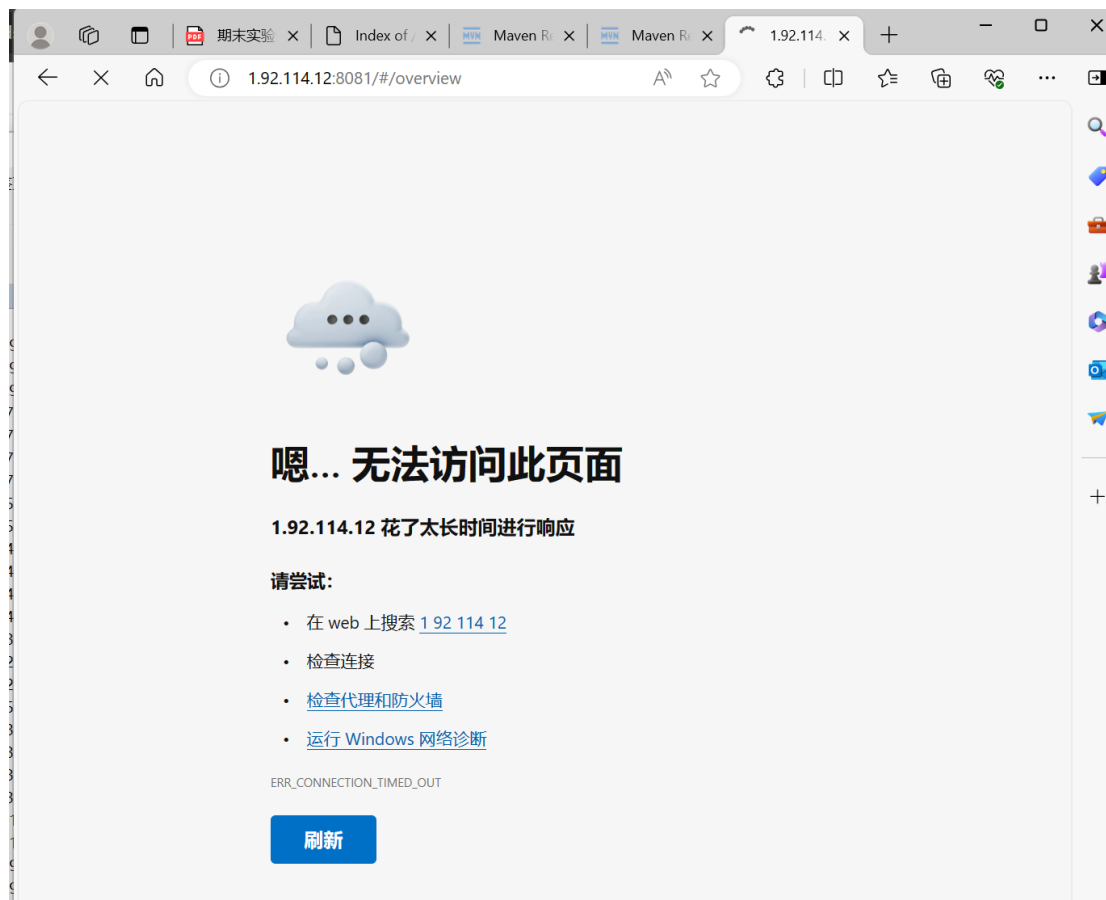 期末实验
Index of /
Maven Re
Maven Re
1.92.114.
1.92.114.12:8081/#/overview
嗯… 无法访问此页面
1.92.114.12 花了太长时间进行响应
请尝试:
• 在 web 上搜索 1 92 114 12
• 检查连接
• 检查代理和防火墙
• 运行 Windows 网络诊断
ERR_CONNECTION_TIMED_OUT
刷新